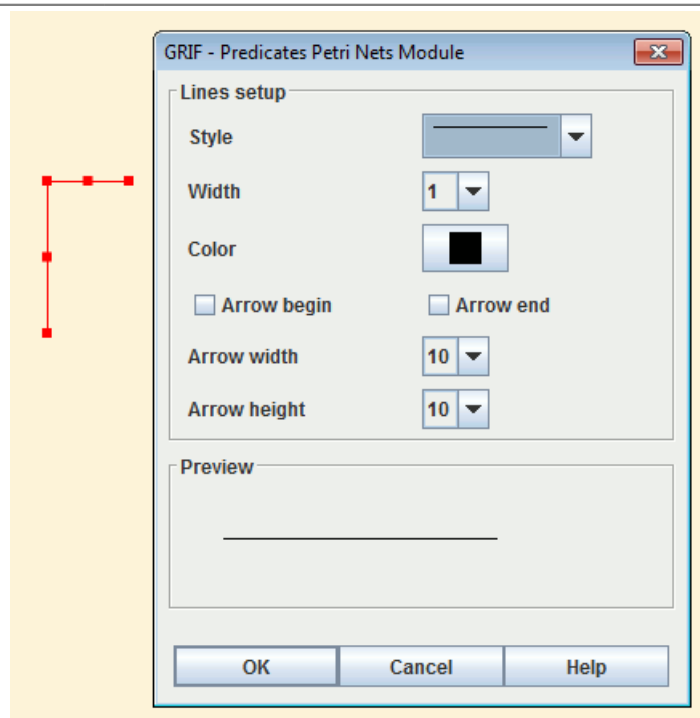 GRIF - Predicates Petri Nets Module
Lines setup
Style
Width 1
Color
Arrow begin Arrow end
Arrow width 10
Arrow height 10
Preview
OK Cancel Help